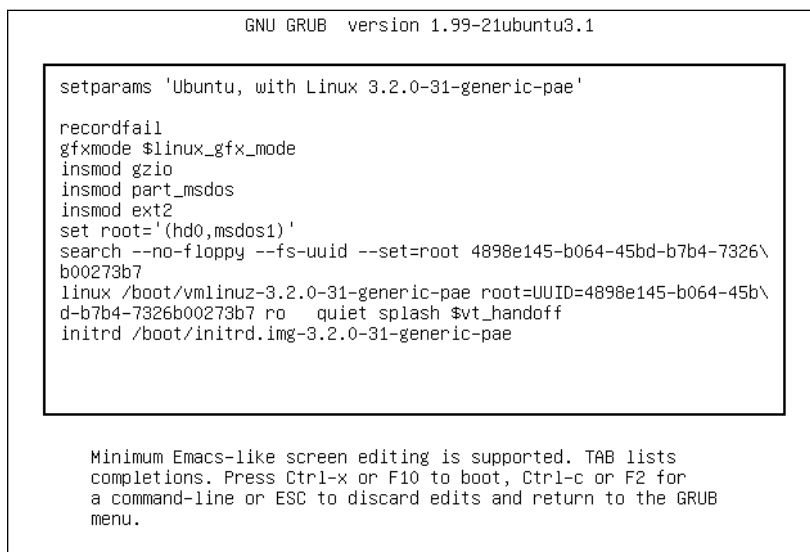 GNU GRUB  version 1.99-21ubuntu3.1
setparams 'Ubuntu, with Linux 3.2.0-31-generic-pae'
recordfail
gfxmode $linux_gfx_mode
insmod gzio
insmod part_msdos
insmod ext2
set root='(hd0,msdos1)'
search --no-floppy --fs-uuid --set=root 4898e145-b064-45bd-b7b4-7326\
b00273b7
linux /boot/vmlinuz-3.2.0-31-generic-pae root=UUID=4898e145-b064-45b\
d-b7b4-7326b00273b7 ro   quiet splash $vt_handoff
initrd /boot/initrd.img-3.2.0-31-generic-pae
Minimum Emacs-like screen editing is supported. TAB lists
completions. Press Ctrl-x or F10 to boot, Ctrl-c or F2 for
a command-line or ESC to discard edits and return to the GRUB
menu.